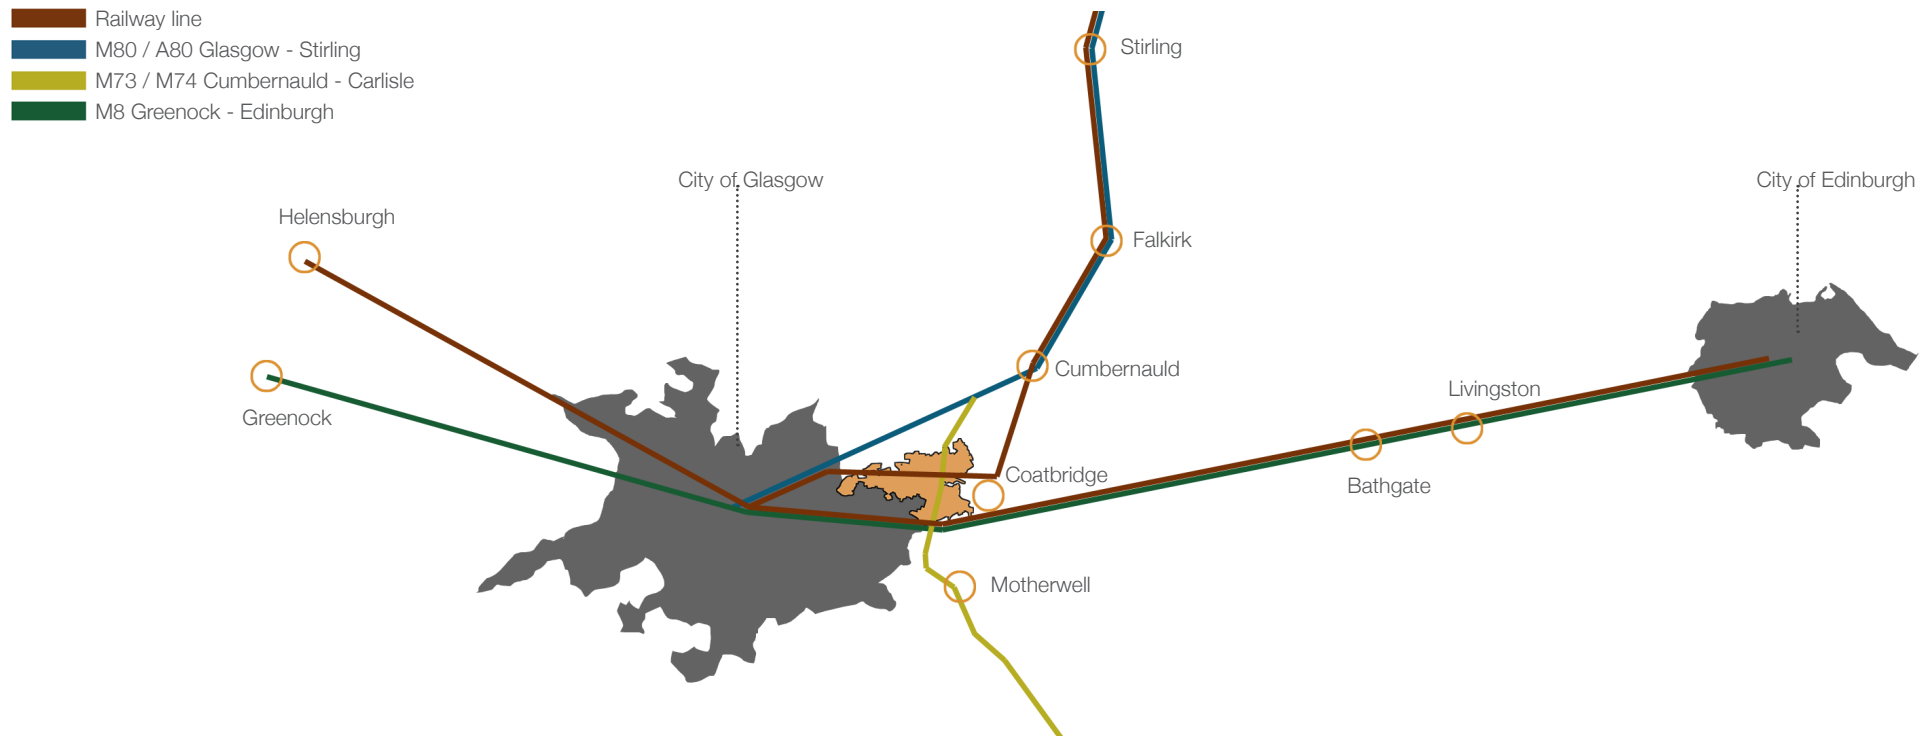 Railway line
M80 / A80 Glasgow - Stirling
M73 / M74 Cumbernauld - Carlisle
M8 Greenock - Edinburgh
Stirling
City of Glasgow
City of Edinburgh
Helensburgh
Falkirk
Cumbernauld
Livingston
Greenock
Coatbridge
Bathgate
Motherwell